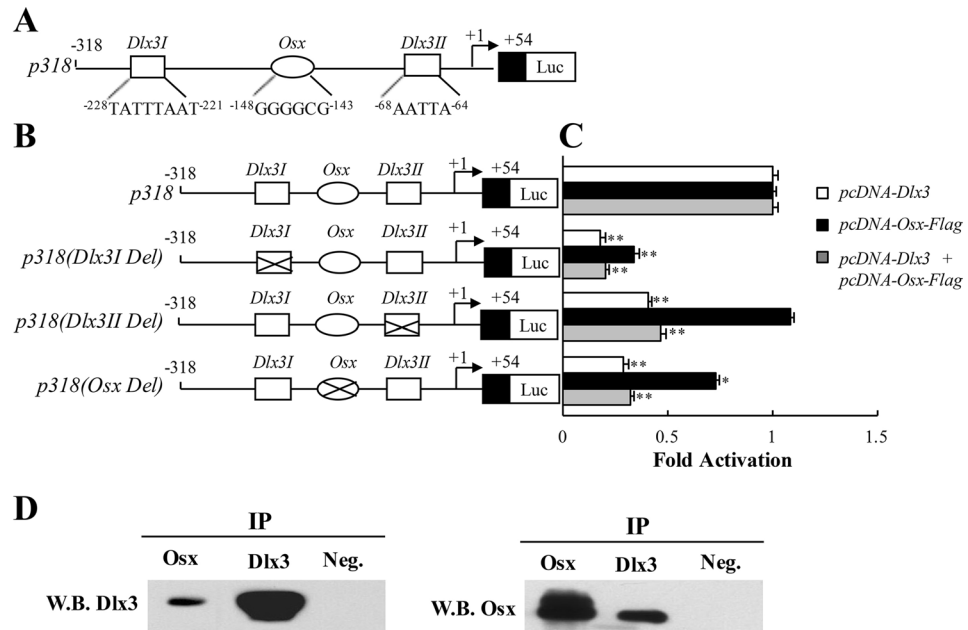 A
p318 -318 Dlx3I Osx Dlx3II +1 +54 Luc
-228TATTTAAT-221 -148GGGGCG-143 -68AATTA-64
B
p318 -318 Dlx3I Osx Dlx3II +1 +54 Luc
p318(Dlx3I Del) -318 Dlx3I Osx Dlx3II +1 +54 Luc
p318(Dlx3II Del) -318 Dlx3I Osx Dlx3II +1 +54 Luc
p318(Osx Del) -318 Dlx3I Osx Dlx3II +1 +54 Luc
C
**
**
**
**
**
**
*
**
0 0.5 1 1.5
Fold Activation
pcDNA-Dlx3
pcDNA-Osx-Flag
pcDNA-Dlx3 +
pcDNA-Osx-Flag
D
IP
Osx Dlx3 Neg.
W.B. Dlx3
IP
Osx Dlx3 Neg.
W.B. Osx